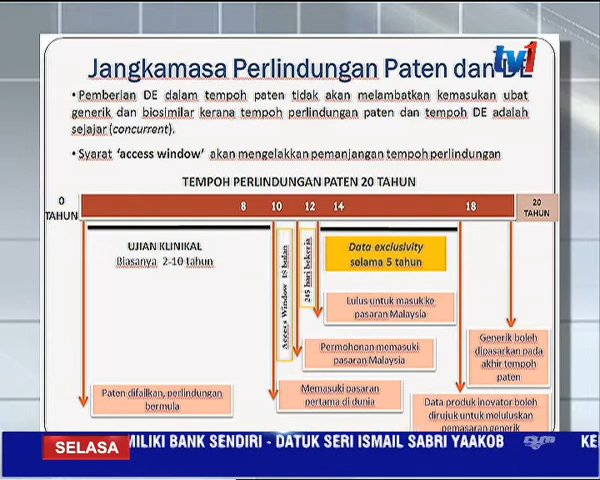 tv1
Jangkamasa Perlindungan Paten dan DE
• Pemberian DE dalam tempoh paten tidak akan melambatkan kemasukan ubat
generik dan biosimilar kerana tempoh perlindungan paten dan tempoh DE adalah
sejajar (concurrent).
• Syarat ‘access window’ akan mengelakkan pemanjangan tempoh perlindungan
TEMPOH PERLINDUNGAN PATEN 20 TAHUN
0
TAHUN
8 10 12 14 18
20
TAHUN
UJIAN KLINIKAL
Biasanya 2-10 tahun
Access Window 18 bulan
245 hari bekerja
Data exclusivity
selama 5 tahun
Lulus untuk masuk ke
pasaran Malaysia
Permohonan memasuki
pasaran Malaysia
Generik boleh
dipasarkan pada
akhir tempoh
paten
Paten difailkan, perlindungan
bermula
Memasuki pasaran
pertama di dunia
Data produk inovator boleh
dirujuk untuk meluluskan
pemasaran generik
SELASA
MILIKI BANK SENDIRI - DATUK SERI ISMAIL SABRI YAAKOB
KE